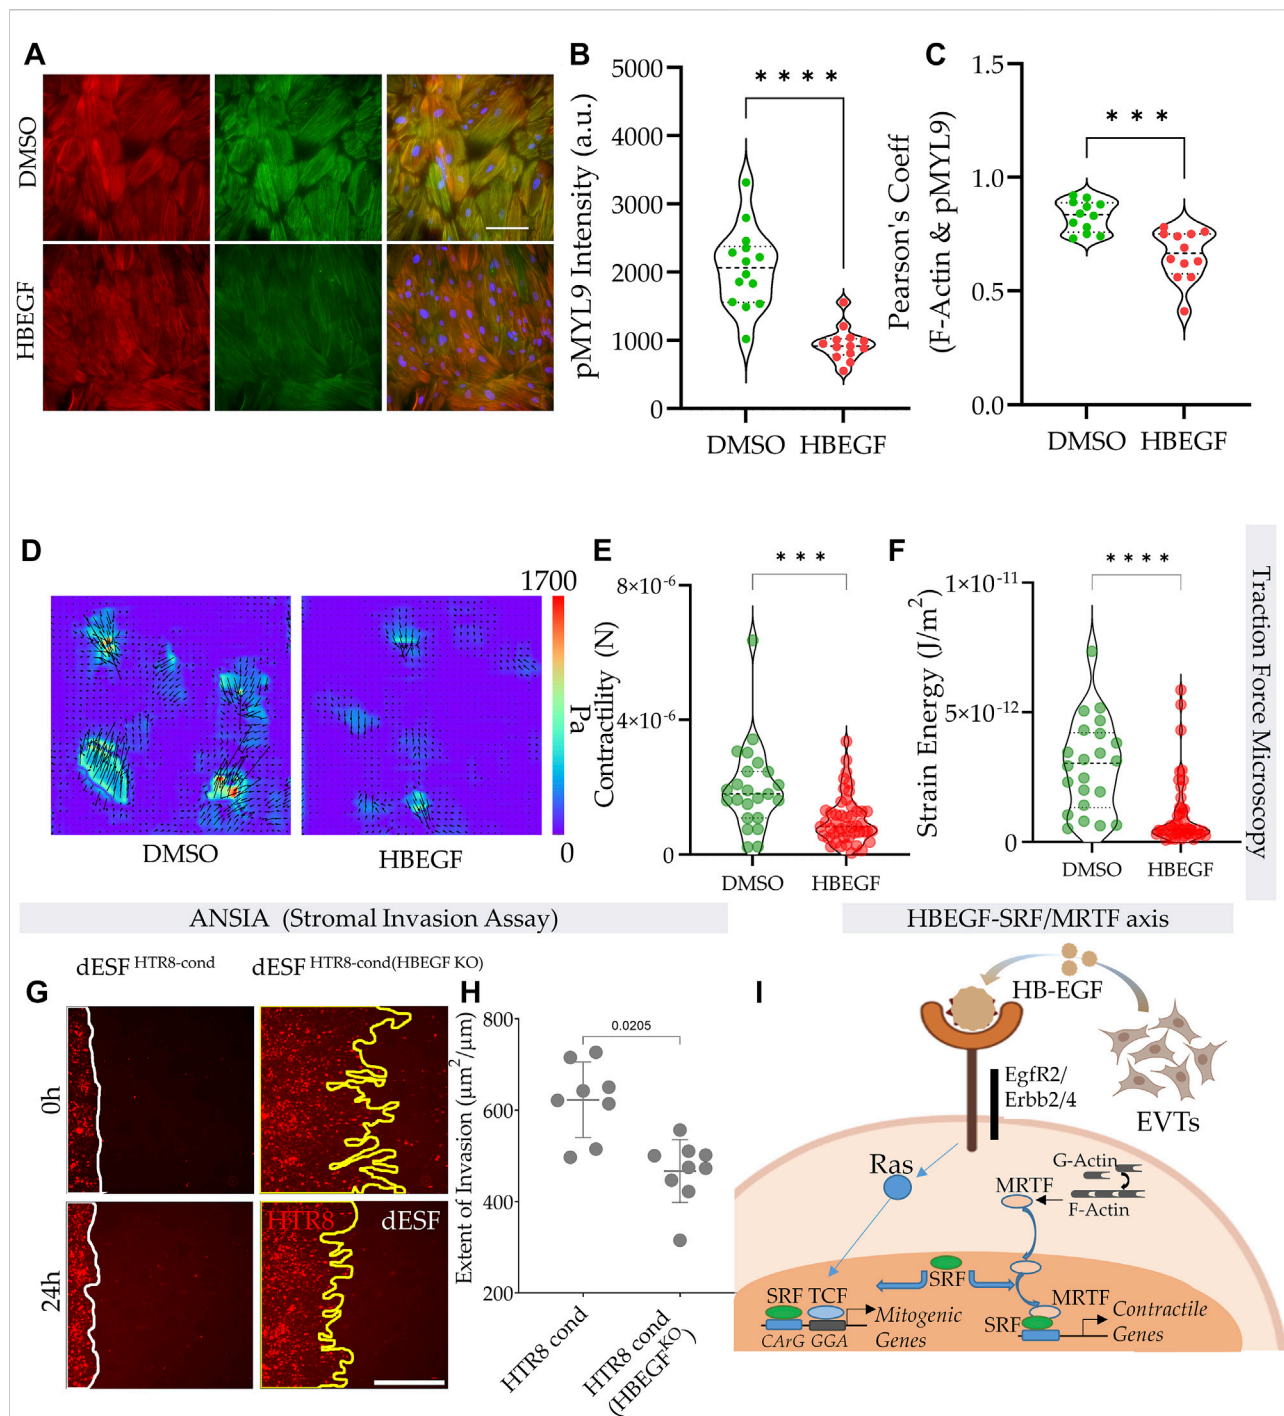 A
DMSO
HBEGF
B
5000
4000
3000
2000
1000
0
pMYL9 Intensity (a.u.)
* * * *
DMSO
HBEGF
C
1.5
1.0
0.5
0.0
Pearson's Coeff
(F-Actin & pMYL9)
* * *
DMSO
HBEGF
D
1700
Pa
0
DMSO
HBEGF
E
8×10-6
4×10-6
0
Contractility (N)
* * *
DMSO
HBEGF
F
1×10-11
5×10-12
0
Strain Energy (J/m2)
* * * *
DMSO
HBEGF
Traction Force Microscopy
ANSIA (Stromal Invasion Assay)
dESF HTR8-cond
dESF HTR8-cond(HBEGF KO)
G
0h
24h
HTR8
dESF
H
800
600
400
200
Extent of Invasion (μm2/μm)
0.0205
HTR8 cond
HTR8 cond
(HBEGFKO)
HBEGF-SRF/MRTF axis
I
HB-EGF
EgfR2/
Erbb2/4
EVTs
Ras
G-Actin
MRTF
F-Actin
SRF
SRF TCF
Mitogenic
CArG GGA Genes
MRTF
SRF
Contractile
Genes